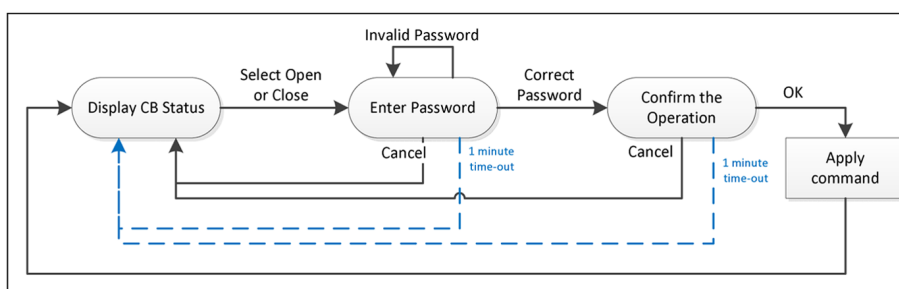 Invalid Password
Select Open
or Close
Correct
Password
OK
Display CB Status
Enter Password
Confirm the
Operation
Cancel
1 minute
time-out
Cancel
1 minute
time-out
Apply
command